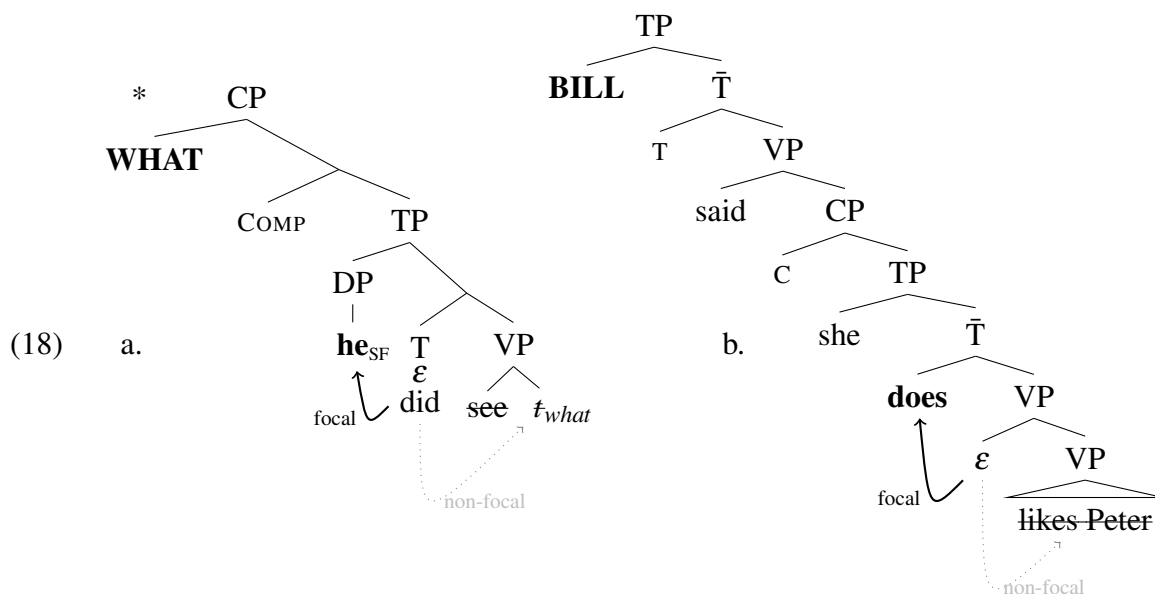 TP
* CP BILL T̄
WHAT T VP
COMP TP said CP
DP C TP
(18) a. he_SF T VP b. she T̄
ε
focal did see t_what does VP
non-focal focal ε VP
likes Peter
non-focal